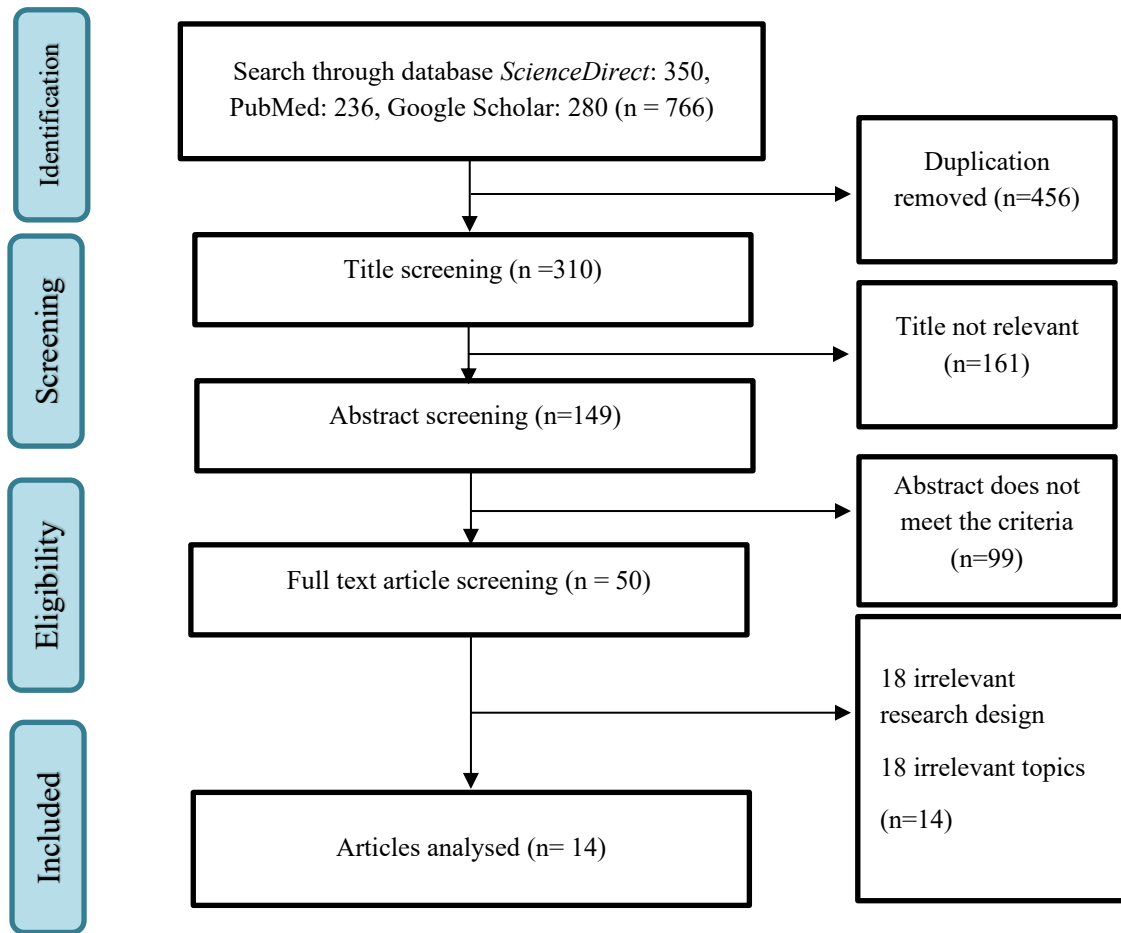 Identification
Search through database ScienceDirect: 350,
PubMed: 236, Google Scholar: 280 (n = 766)
Duplication
removed (n=456)
Screening
Title screening (n =310)
Title not relevant
(n=161)
Abstract screening (n=149)
Abstract does not
meet the criteria
(n=99)
Eligibility
Full text article screening (n = 50)
18 irrelevant
research design
18 irrelevant topics
(n=14)
Included
Articles analysed (n= 14)